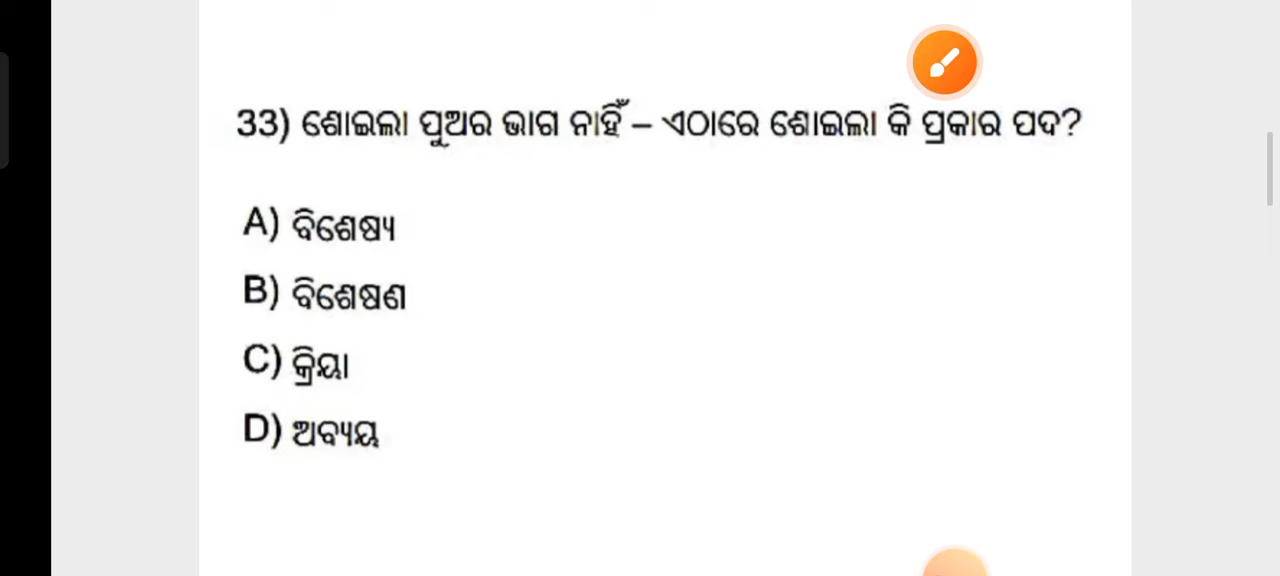 33) ଶୋଇଲା ପୁଅର ଭାଗ ନାହିଁ – ଏଠାରେ ଶୋଇଲା କି ପ୍ରକାର ପଦ?
A) ବିଶେଷ୍ୟ
B) ବିଶେଷଣ
C) କ୍ରିୟା
D) ଅବ୍ୟୟ